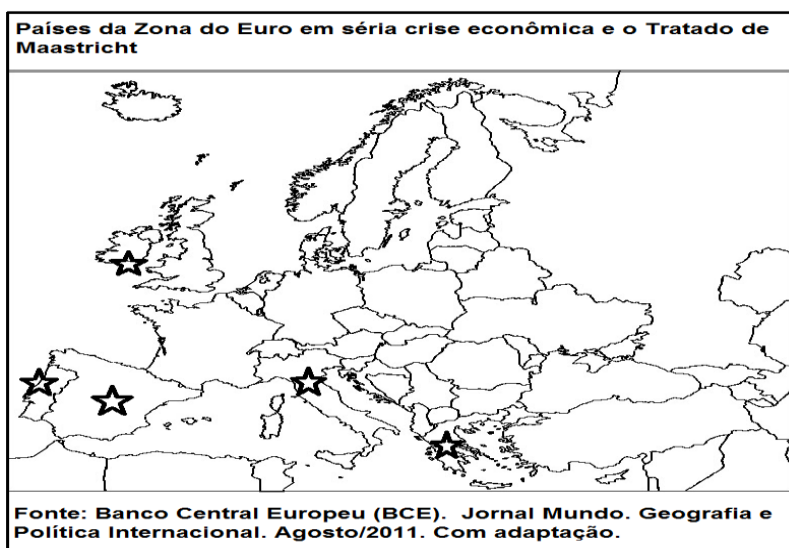 Países da Zona do Euro em séria crise econômica e o Tratado de
Maastricht
Fonte: Banco Central Europeu (BCE). Jornal Mundo. Geografia e
Política Internacional. Agosto/2011. Com adaptação.